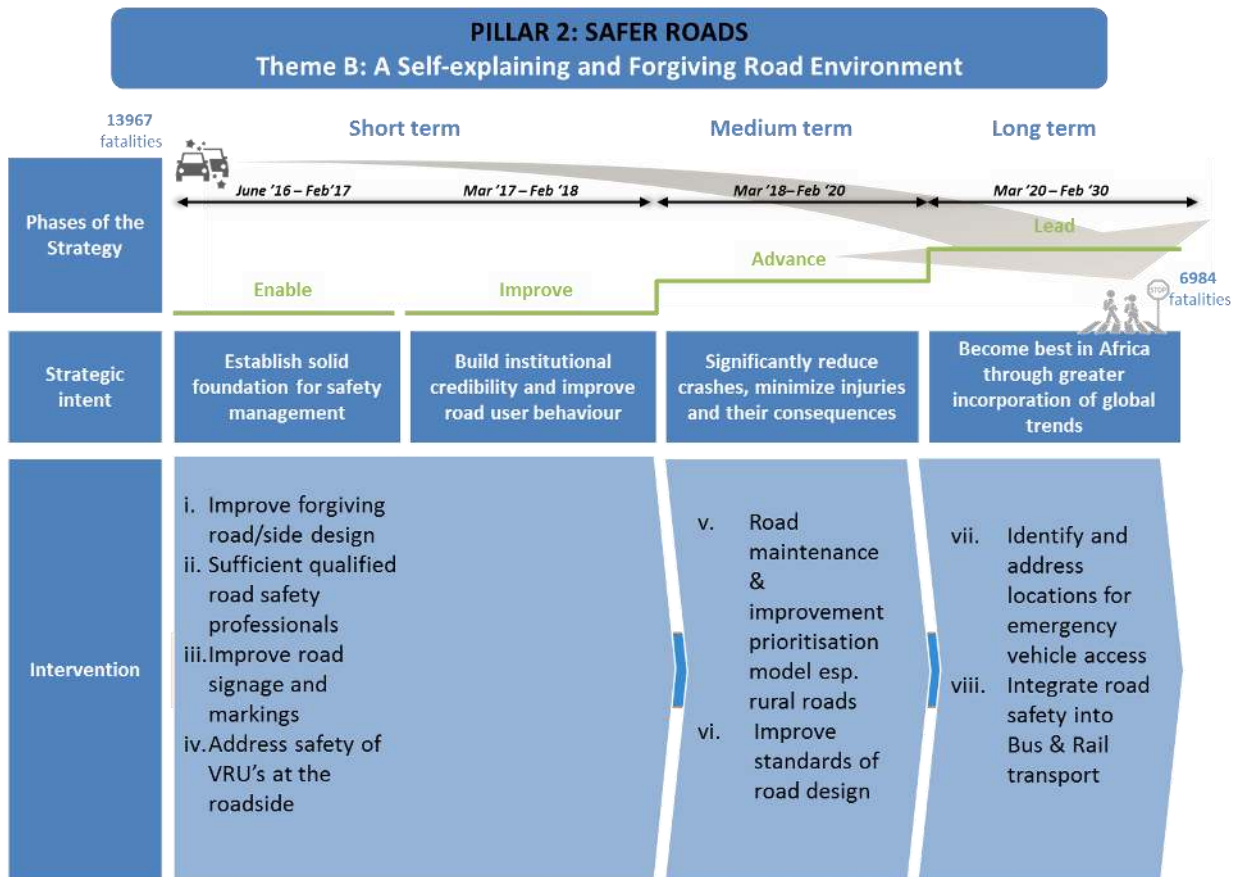 PILLAR 2: SAFER ROADS
Theme B: A Self-explaining and Forgiving Road Environment
13967
fatalities
Short term
Medium term
Long term
Phases of the
Strategy
June '16 – Feb'17
Mar '17 – Feb '18
Mar '18– Feb '20
Mar '20 – Feb '30
Enable
Improve
Advance
Lead
STOP
6984
fatalities
Strategic
intent
Establish solid
foundation for safety
management
Build institutional
credibility and improve
road user behaviour
Significantly reduce
crashes, minimize injuries
and their consequences
Become best in Africa
through greater
incorporation of global
trends
Intervention
i. Improve forgiving
road/side design
ii. Sufficient qualified
road safety
professionals
iii.Improve road
signage and
markings
iv.Address safety of
VRU's at the
roadside
v. Road
maintenance
&
improvement
prioritisation
model esp.
rural roads
vi. Improve
standards of
road design
vii. Identify and
address
locations for
emergency
vehicle access
viii. Integrate road
safety into
Bus & Rail
transport